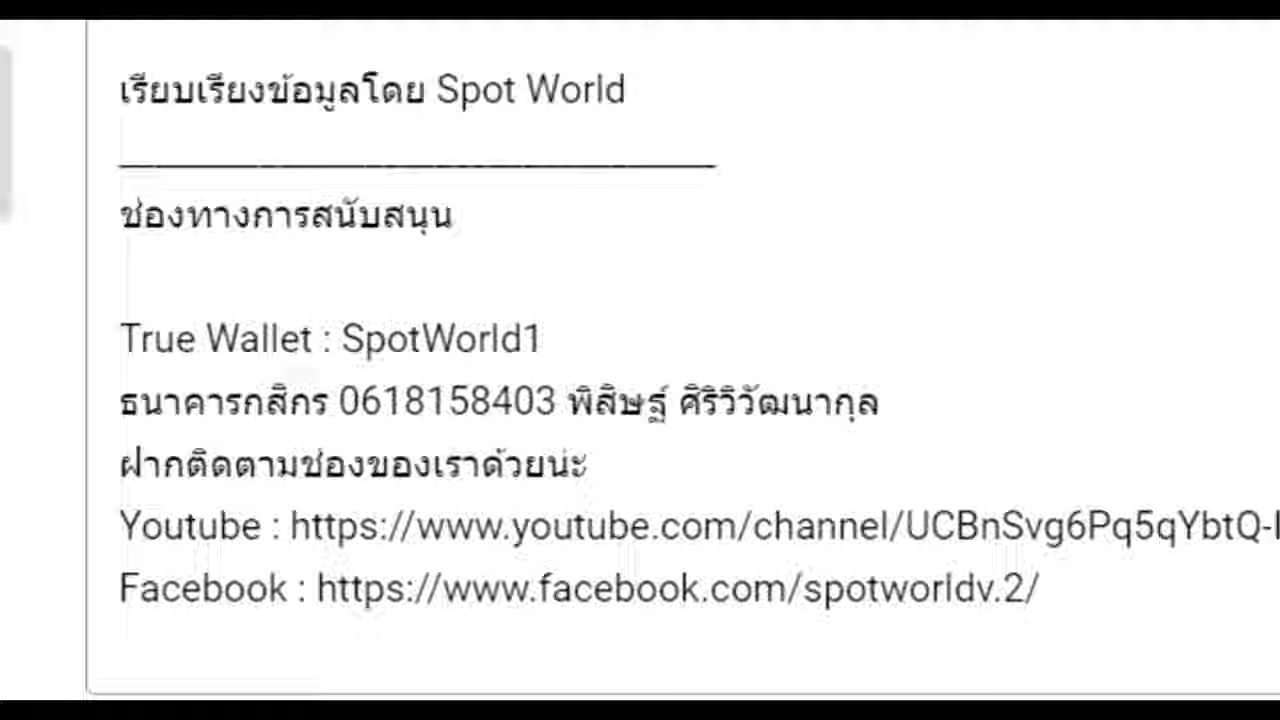 เรียบเรียงข้อมูลโดย Spot World
ช่องทางการสนับสนุน
True Wallet : SpotWorld1
ธนาคารกสิกร 0618158403 พิสิษฐ์ ศิริวิวัฒนากุล
ฝากติดตามช่องของเราด้วยน่ะ
Youtube : https://www.youtube.com/channel/UCBnSvg6Pq5qYbtQ-
Facebook : https://www.facebook.com/spotworldv.2/